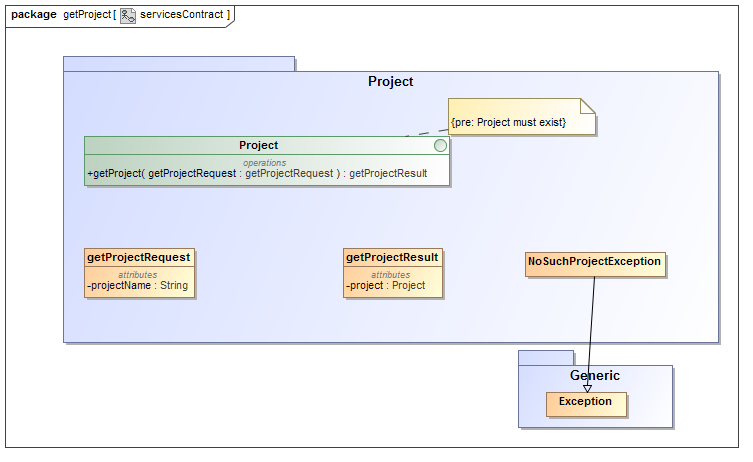 package getProject [ servicesContract ]
Project
{pre: Project must exist}
Project
operations
+getProject( getProjectRequest : getProjectRequest ) : getProjectResult
getProjectRequest
attributes
-projectName : String
getProjectResult
attributes
-project : Project
NoSuchProjectException
Generic
Exception